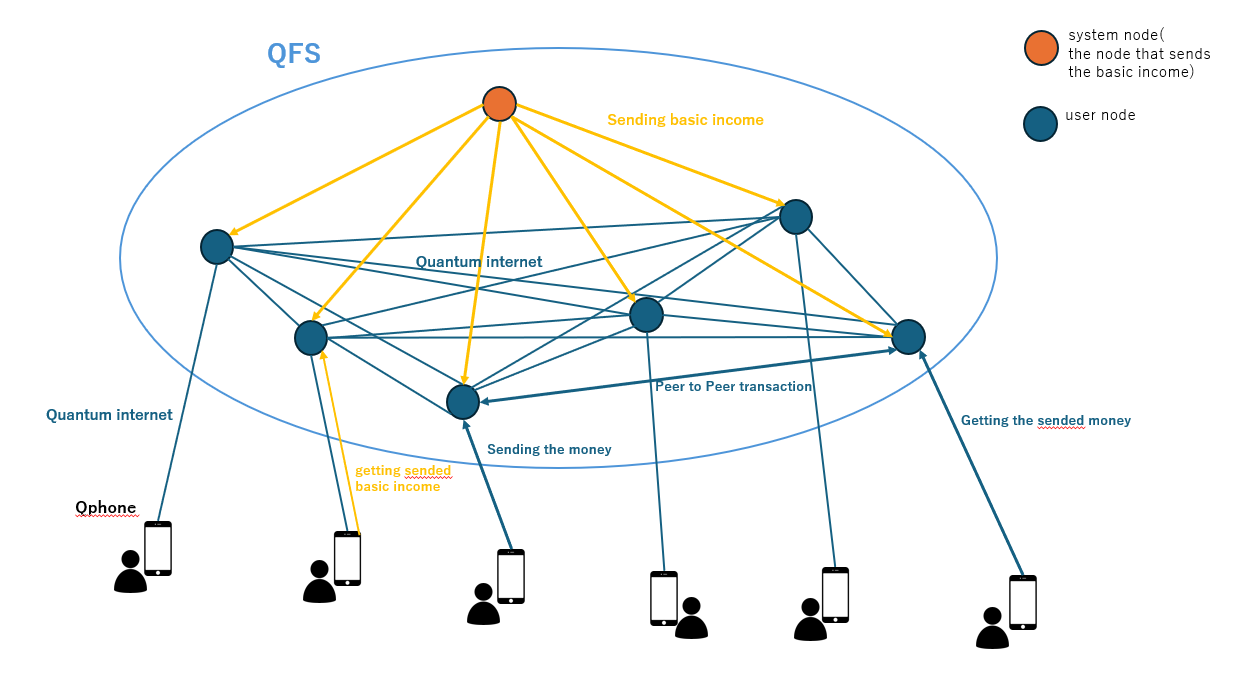 QFS
system node(
the node that sends
the basic income)
user node
Sending basic income
Quantum internet
Peer to Peer transaction
Quantum internet
Sending the money
Getting the sended money
getting sended
basic income
Qphone